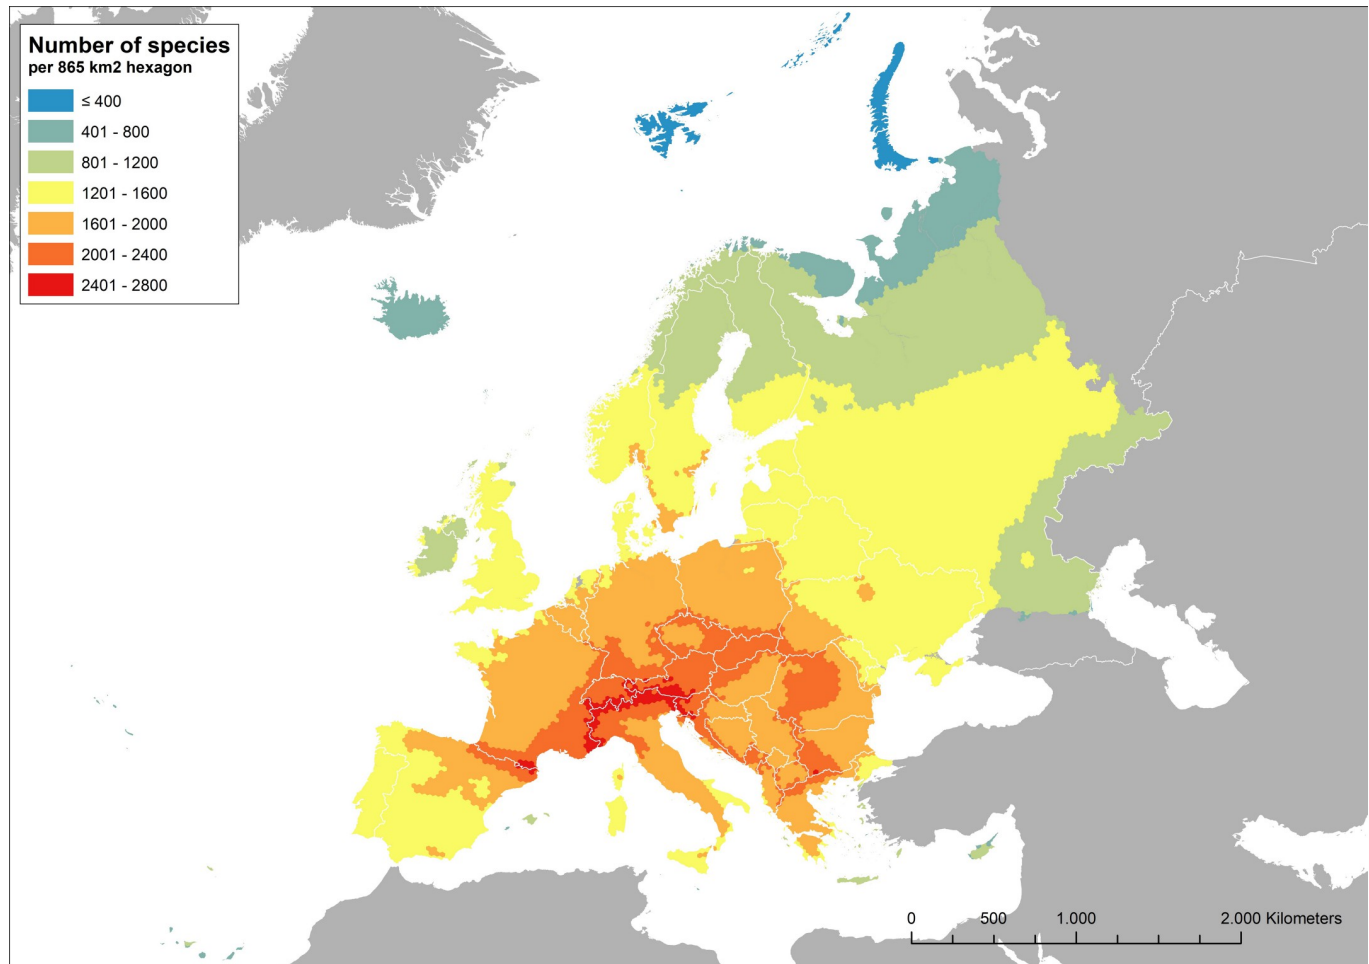 Number of species
per 865 km2 hexagon
≤ 400
401 - 800
801 - 1200
1201 - 1600
1601 - 2000
2001 - 2400
2401 - 2800
0 500 1.000 2.000 Kilometers